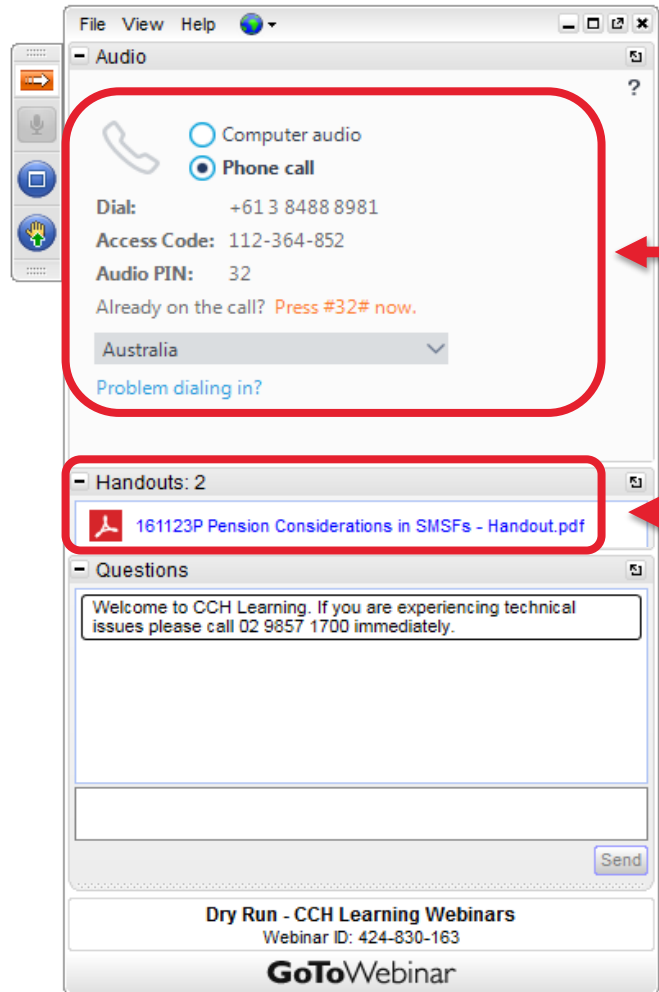 File View Help
Audio
?
Computer audio
Phone call
Dial: +61 3 8488 8981
Access Code: 112-364-852
Audio PIN: 32
Already on the call? Press #32# now.
Australia
Problem dialing in?
Handouts: 2
161123P Pension Considerations in SMSFs - Handout.pdf
Questions
Welcome to CCH Learning. If you are experiencing technical
issues please call 02 9857 1700 immediately.
Send
Dry Run - CCH Learning Webinars
Webinar ID: 424-830-163
GoToWebinar